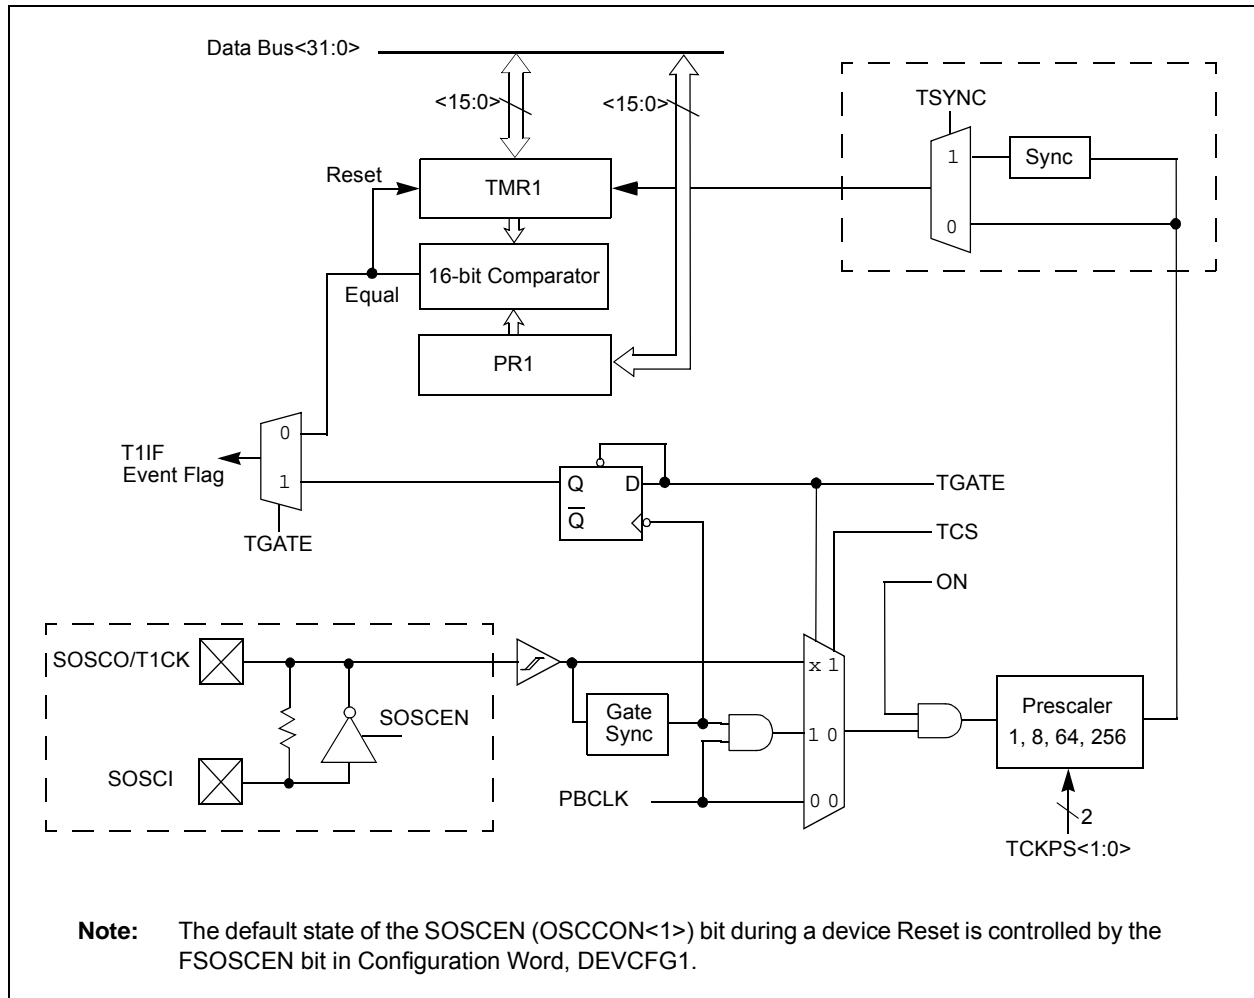 Data Bus<31:0>
<15:0>
<15:0>
TSYNC
1
Sync
0
Reset
TMR1
16-bit Comparator
Equal
PR1
0
1
T1IF
Event Flag
TGATE
Q
D
Q̅
TGATE
TCS
ON
SOSCO/T1CK
SOSCEN
SOSCI
Gate
Sync
PBCLK
x 1
1 0
0 0
Prescaler
1, 8, 64, 256
2
TCKPS<1:0>
Note: The default state of the SOSCEN (OSCCON<1>) bit during a device Reset is controlled by the
FSOSCEN bit in Configuration Word, DEVCFG1.